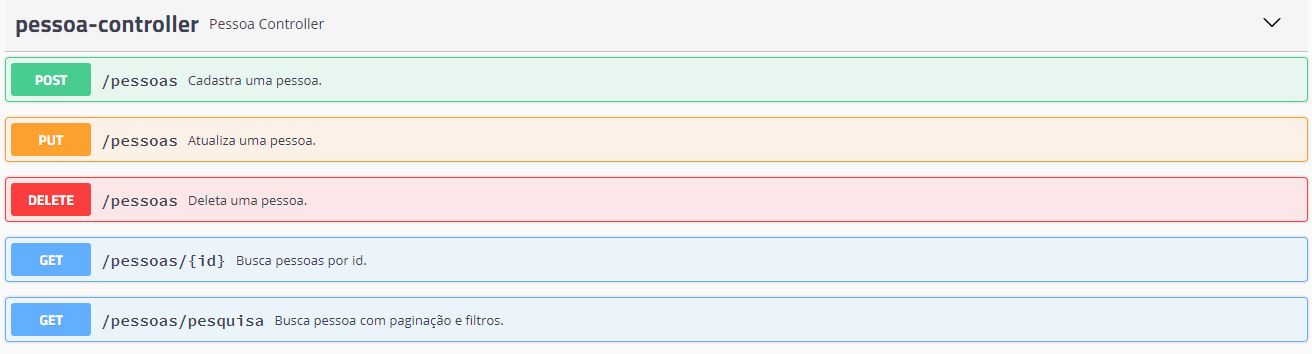 pessoa-controller Pessoa Controller
POST /pessoas Cadastra uma pessoa.
PUT /pessoas Atualiza uma pessoa.
DELETE /pessoas Deleta uma pessoa.
GET /pessoas/{id} Busca pessoas por id.
GET /pessoas/pesquisa Busca pessoa com paginação e filtros.